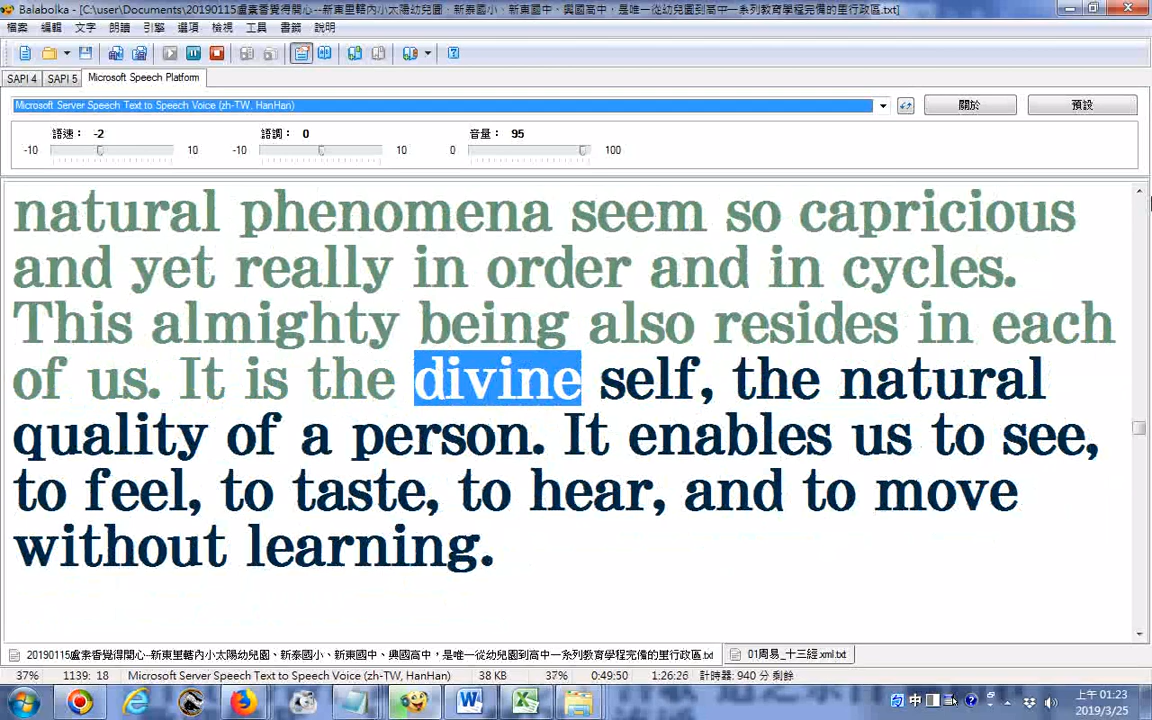 Balabolka - [C:\user\Documents\20190115盧素香覺得開心--新東里轄內小太陽幼兒園、新泰國小、新東國中、興國高中，是唯一從幼兒園到高中一系列教育學程完備的里行政區.txt]
檔案 編輯 文字 朗讀 引擎 選項 檢視 工具 書籤 說明
SAPI 4 SAPI 5 Microsoft Speech Platform
Microsoft Server Speech Text to Speech Voice (zh-TW, HanHan) 關於 預設
語速： -2 語調： 0 音量： 95
-10 10 -10 10 0 100
natural phenomena seem so capricious
and yet really in order and in cycles.
This almighty being also resides in each
of us. It is the divine self, the natural
quality of a person. It enables us to see,
to feel, to taste, to hear, and to move
without learning.
20190115盧素香覺得開心--新東里轄內小太陽幼兒園、新泰國小、新東國中、興國高中，是唯一從幼兒園到高中一系列教育學程完備的里行政區.txt 01周易_十三經.xml.txt
37% 1139: 18 Microsoft Server Speech Text to Speech Voice (zh-TW, HanHan) 38 KB 37% 0:49:50 1:26:26 計時器: 940 分 剩餘
中 上午 01:23
2019/3/25